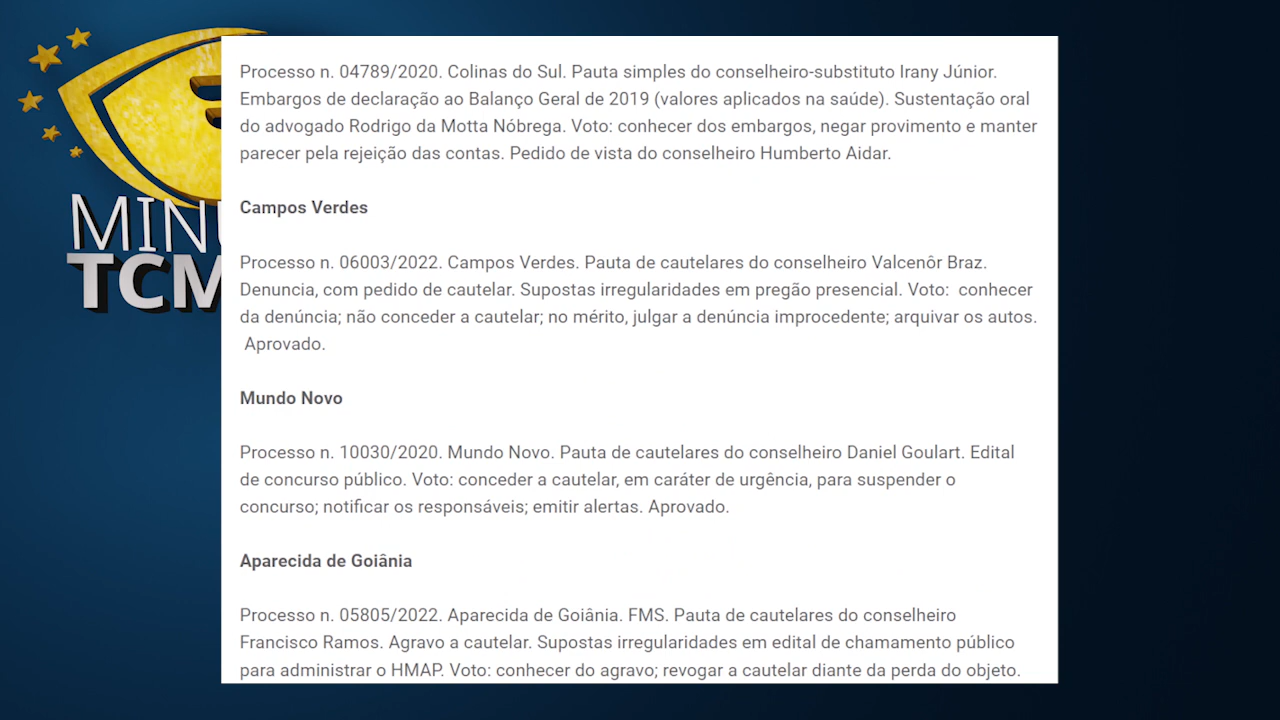 MINU
TCM
Processo n. 04789/2020. Colinas do Sul. Pauta simples do conselheiro-substituto Irany Júnior.
Embargos de declaração ao Balanço Geral de 2019 (valores aplicados na saúde). Sustentação oral
do advogado Rodrigo da Motta Nóbrega. Voto: conhecer dos embargos, negar provimento e manter
parecer pela rejeição das contas. Pedido de vista do conselheiro Humberto Aidar.
Campos Verdes
Processo n. 06003/2022. Campos Verdes. Pauta de cautelares do conselheiro Valcenôr Braz.
Denuncia, com pedido de cautelar. Supostas irregularidades em pregão presencial. Voto:  conhecer
da denúncia; não conceder a cautelar; no mérito, julgar a denúncia improcedente; arquivar os autos.
Aprovado.
Mundo Novo
Processo n. 10030/2020. Mundo Novo. Pauta de cautelares do conselheiro Daniel Goulart. Edital
de concurso público. Voto: conceder a cautelar, em caráter de urgência, para suspender o
concurso; notificar os responsáveis; emitir alertas. Aprovado.
Aparecida de Goiânia
Processo n. 05805/2022. Aparecida de Goiânia. FMS. Pauta de cautelares do conselheiro
Francisco Ramos. Agravo a cautelar. Supostas irregularidades em edital de chamamento público
para administrar o HMAP. Voto: conhecer do agravo; revogar a cautelar diante da perda do objeto.